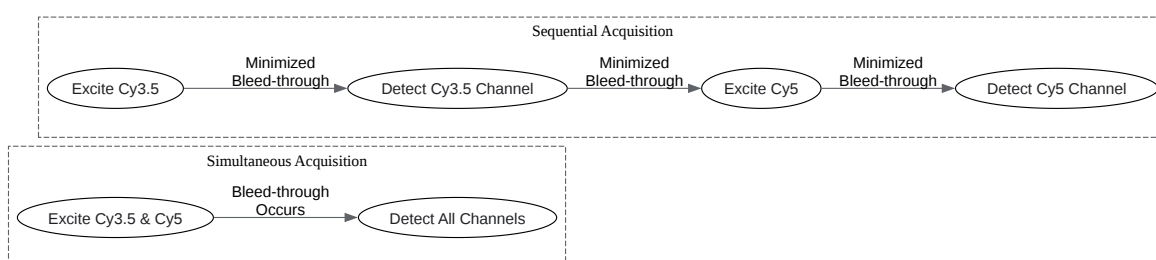 Sequential Acquisition
Excite Cy3.5
Minimized
Bleed-through
Detect Cy3.5 Channel
Minimized
Bleed-through
Excite Cy5
Minimized
Bleed-through
Detect Cy5 Channel
Simultaneous Acquisition
Excite Cy3.5 & Cy5
Bleed-through
Occurs
Detect All Channels